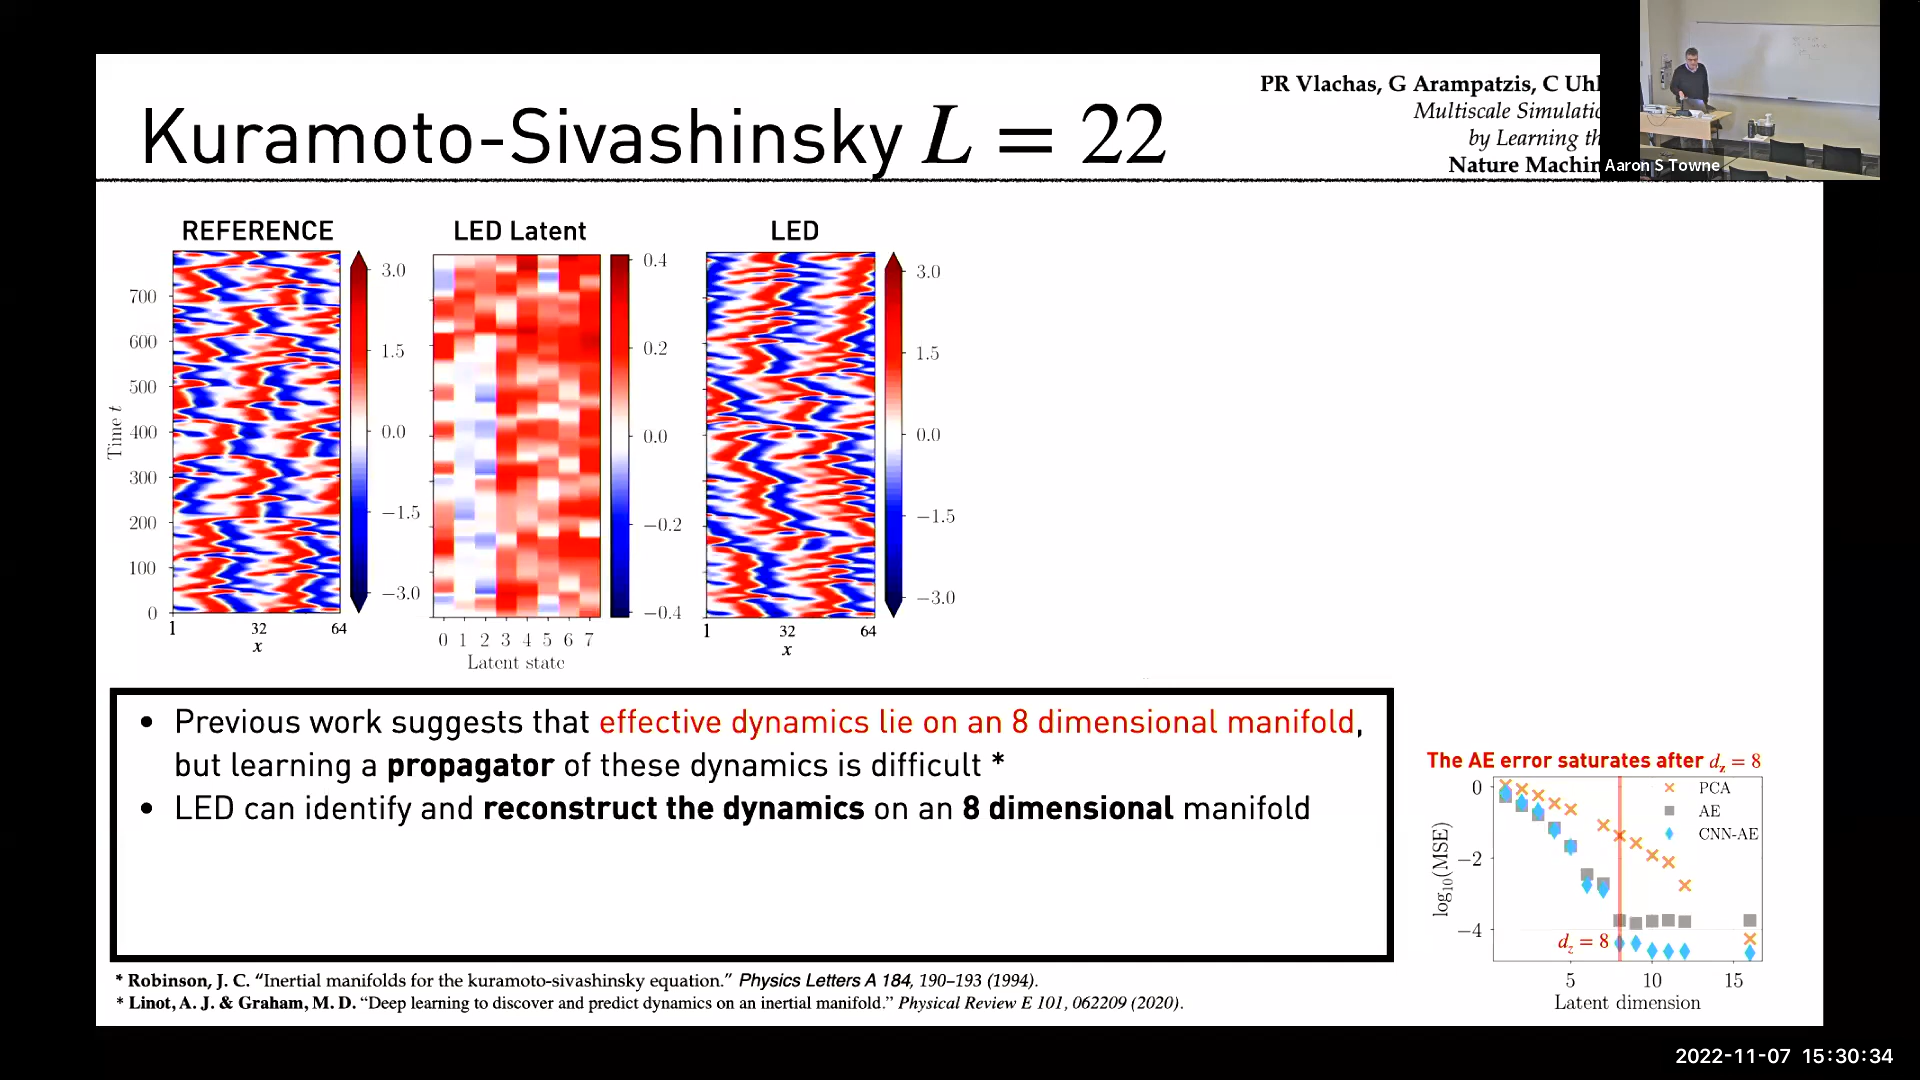 Kuramoto-Sivashinsky L = 22
PR Vlachas, G Arampatzis, C
Multiscale
by Learning
Nature
Aaron S Towne
REFERENCE
LED Latent
LED
Time t
700
600
500
400
300
200
100
0
1 32 64
x
3.0
1.5
0.0
−1.5
−3.0
0 1 2 3 4 5 6 7
Latent state
0.4
0.2
0.0
−0.2
−0.4
1 32 64
x
3.0
1.5
0.0
−1.5
−3.0
• Previous work suggests that effective dynamics lie on an 8 dimensional manifold,
but learning a propagator of these dynamics is difficult *
• LED can identify and reconstruct the dynamics on an 8 dimensional manifold
The AE error saturates after d_z = 8
log₁₀(MSE)
0
−2
−4
PCA
AE
CNN-AE
d_z = 8
5 10 15
Latent dimension
* Robinson, J. C. “Inertial manifolds for the kuramoto-sivashinsky equation.” Physics Letters A 184, 190–193 (1994).
* Linot, A. J. & Graham, M. D. “Deep learning to discover and predict dynamics on an inertial manifold.” Physical Review E 101, 062209 (2020).
2022-11-07 15:30:34